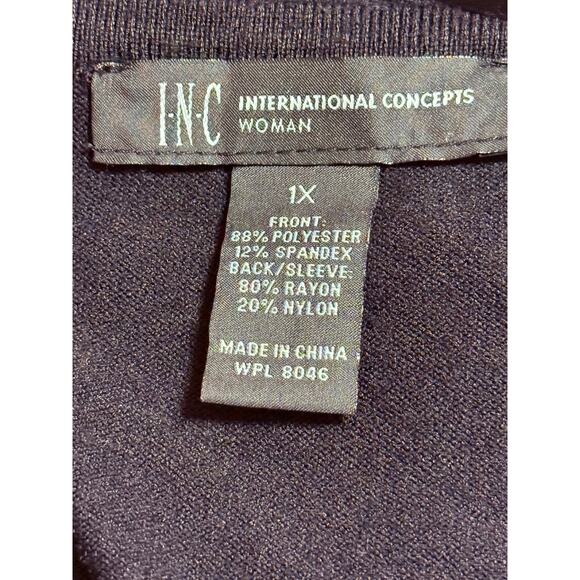 I·N·C INTERNATIONAL CONCEPTS
WOMAN
1X
FRONT:
88% POLYESTER
12% SPANDEX
BACK/SLEEVE:
80% RAYON
20% NYLON
MADE IN CHINA
WPL 8046